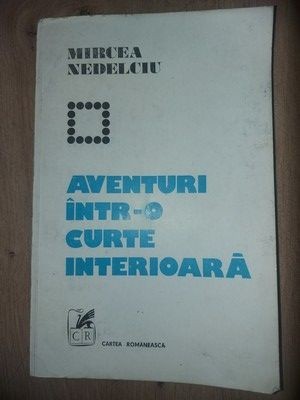 MIRCEA
NEDELCIU
AVENTURI
ÎNTR-O
CURTE
INTERIOARĂ
CR
CARTEA ROMÂNEASCĂ